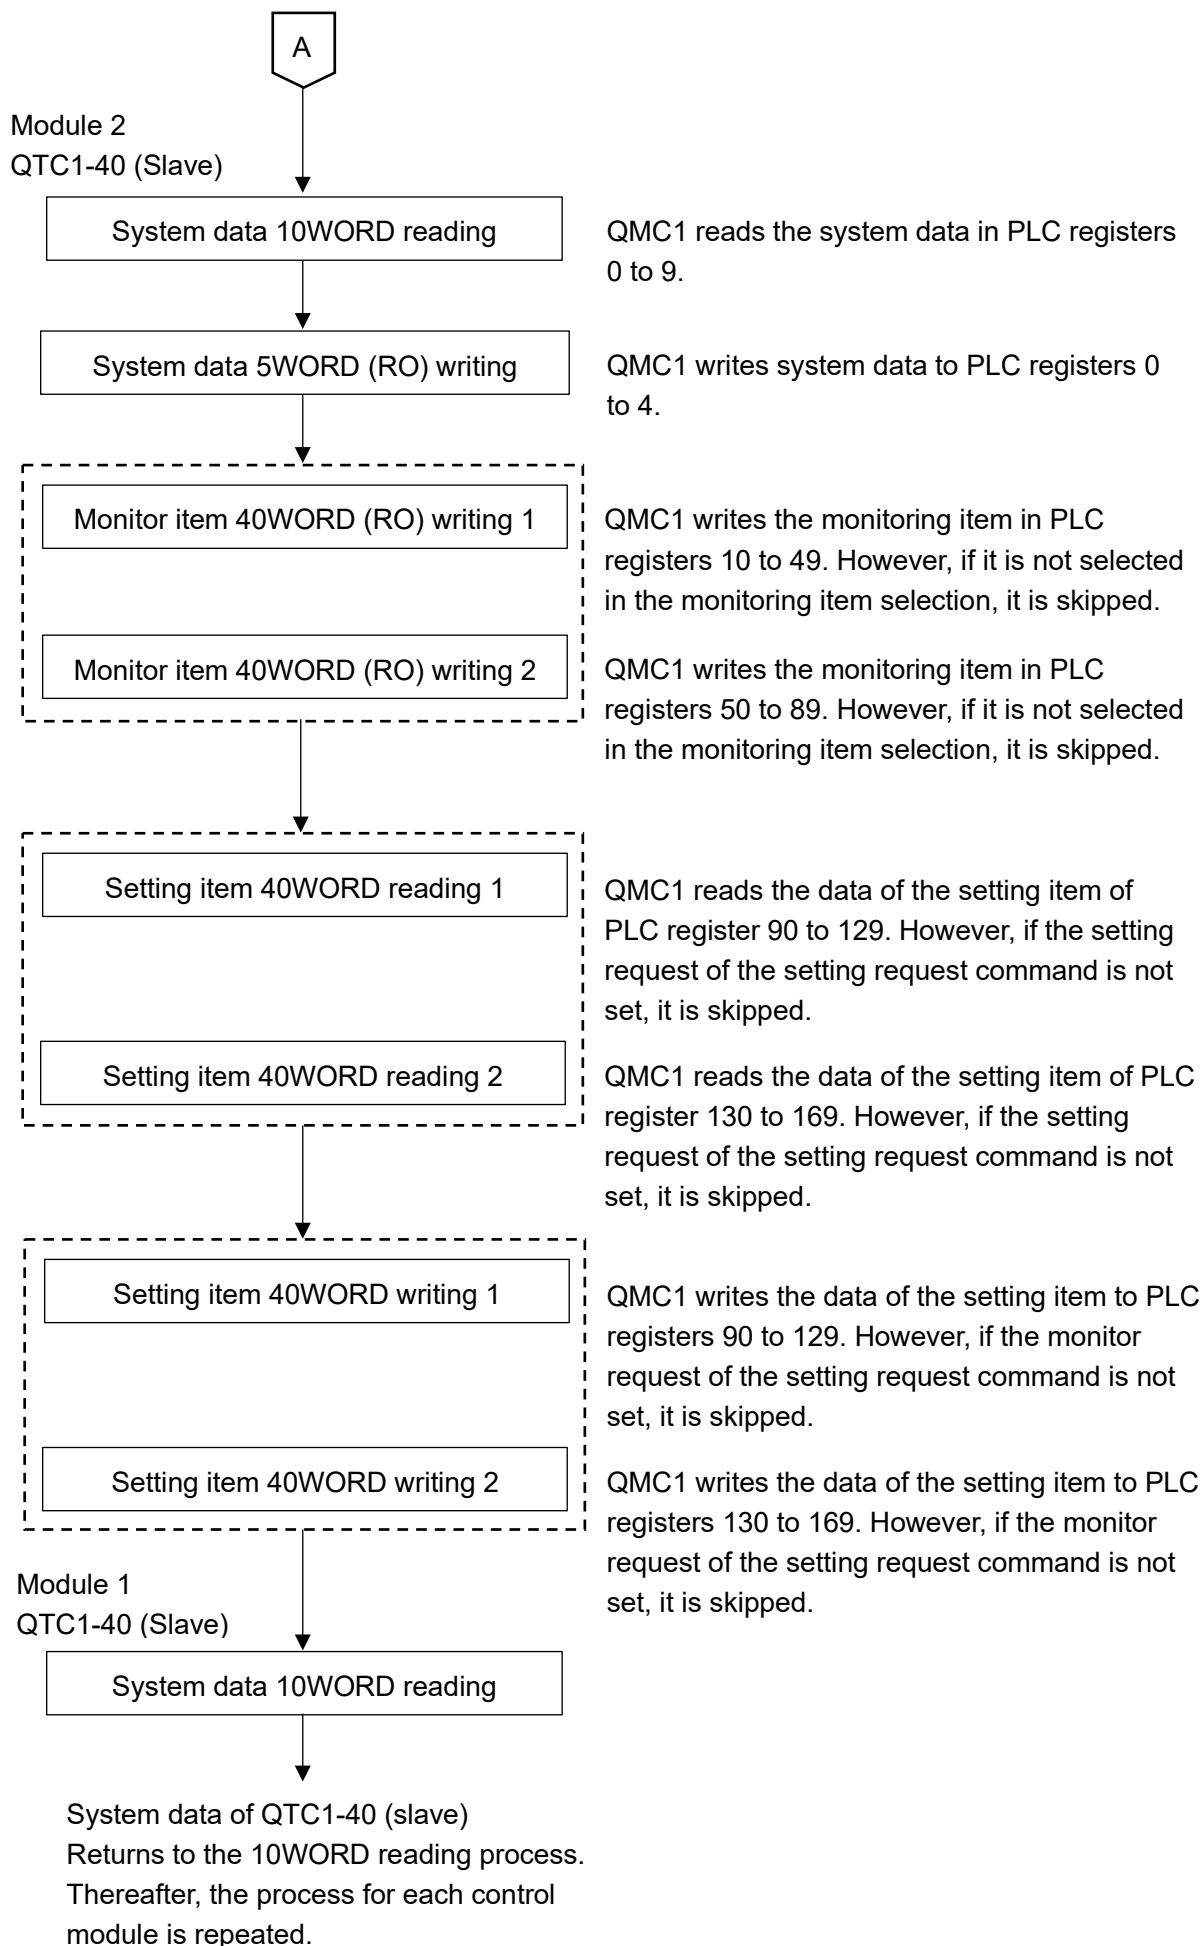 A
Module 2
QTC1-40 (Slave)
System data 10WORD reading
QMC1 reads the system data in PLC registers
0 to 9.
System data 5WORD (RO) writing
QMC1 writes system data to PLC registers 0
to 4.
Monitor item 40WORD (RO) writing 1
QMC1 writes the monitoring item in PLC
registers 10 to 49. However, if it is not selected
in the monitoring item selection, it is skipped.
Monitor item 40WORD (RO) writing 2
QMC1 writes the monitoring item in PLC
registers 50 to 89. However, if it is not selected
in the monitoring item selection, it is skipped.
Setting item 40WORD reading 1
QMC1 reads the data of the setting item of
PLC register 90 to 129. However, if the setting
request of the setting request command is not
set, it is skipped.
Setting item 40WORD reading 2
QMC1 reads the data of the setting item of PLC
register 130 to 169. However, if the setting
request of the setting request command is not
set, it is skipped.
Setting item 40WORD writing 1
QMC1 writes the data of the setting item to PLC
registers 90 to 129. However, if the monitor
request of the setting request command is not
set, it is skipped.
Setting item 40WORD writing 2
QMC1 writes the data of the setting item to PLC
registers 130 to 169. However, if the monitor
request of the setting request command is not
set, it is skipped.
Module 1
QTC1-40 (Slave)
System data 10WORD reading
System data of QTC1-40 (slave)
Returns to the 10WORD reading process.
Thereafter, the process for each control
module is repeated.